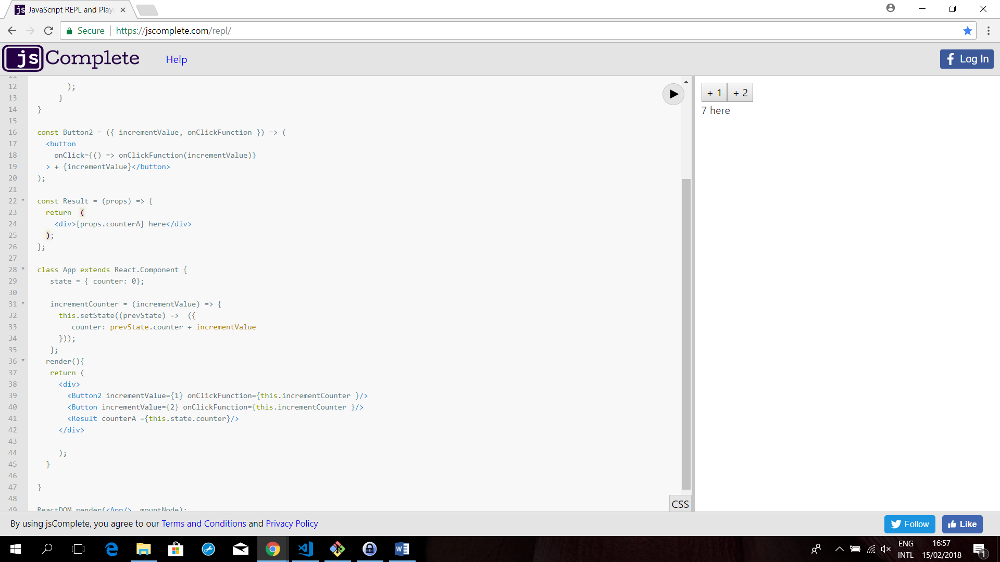 js JavaScript REPL and Play
Secure https://jscomplete.com/repl/
js Complete Help Log In
11
12 );
13 }
14 }
15
16 const Button2 = ({ incrementValue, onClickFunction }) => (
17 <button
18 onClick={() => onClickFunction(incrementValue)}
19 > + {incrementValue}</button>
20 );
21
22 const Result = (props) => {
23 return (
24 <div>{props.counterA} here</div>
25 );
26 };
27
28 class App extends React.Component {
29 state = { counter: 0};
30
31 incrementCounter = (incrementValue) => {
32 this.setState((prevState) => ({
33 counter: prevState.counter + incrementValue
34 }));
35 };
36 render(){
37 return (
38 <div>
39 <Button2 incrementValue={1} onClickFunction={this.incrementCounter }/>
40 <Button incrementValue={2} onClickFunction={this.incrementCounter }/>
41 <Result counterA ={this.state.counter}/>
42 </div>
43
44 );
45 }
46
47 }
48
49 ReactDOM.render(<App/>, mountNode);
CSS
+ 1 + 2
7 here
By using jsComplete, you agree to our Terms and Conditions and Privacy Policy
Follow Like
ENG 16:57
INTL 15/02/2018 1